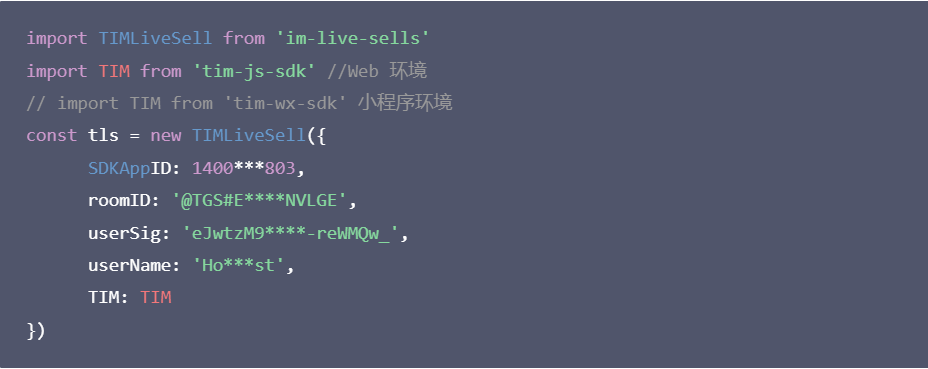 import TIMLiveSell from 'im-live-sells'
import TIM from 'tim-js-sdk' //Web 环境
// import TIM from 'tim-wx-sdk' 小程序环境
const tls = new TIMLiveSell({
SDKAppID: 1400***803,
roomID: '@TGS#E****NVLGE',
userSig: 'eJwtzM9****-reWMQw_',
userName: 'Ho***st',
TIM: TIM
})